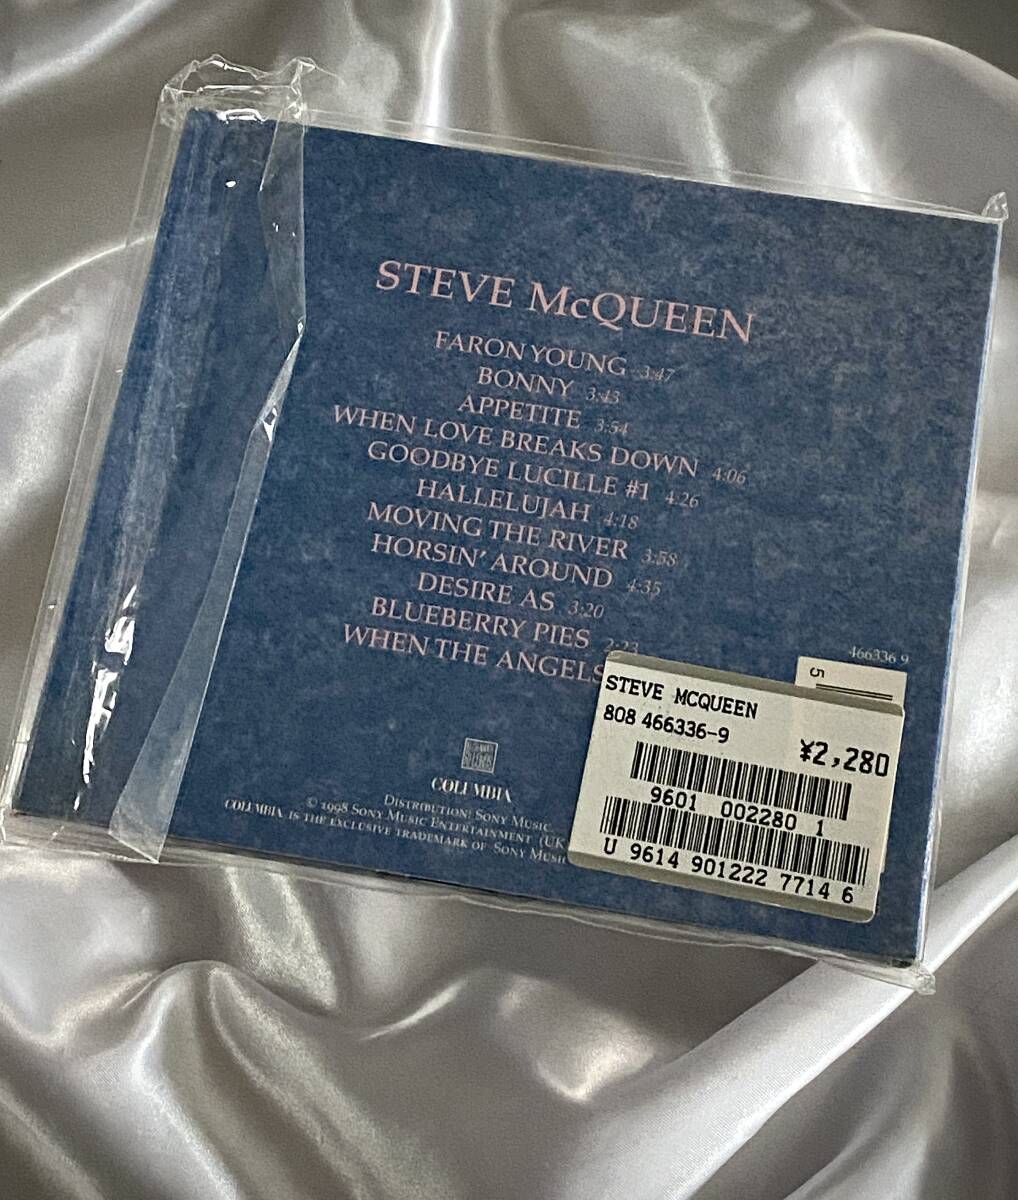 STEVE McQUEEN
FARON YOUNG 3:47
BONNY 3:43
APPETITE 3:54
WHEN LOVE BREAKS DOWN 4:06
GOODBYE LUCILLE #1 4:26
HALLELUJAH 4:18
MOVING THE RIVER 3:58
HORSIN' AROUND 4:35
DESIRE AS 3:20
BLUEBERRY PIES 2:23
WHEN THE ANGELS
466336 9
5
STEVE MCQUEEN
808 466336-9
¥2,280
9601 002280 1
U 9614 901222 7714 6
COLUMBIA
DISTRIBUTION: SONY MUSIC
© 1998 SONY MUSIC ENTERTAINMENT (UK
COLUMBIA IS THE EXCLUSIVE TRADEMARK OF SONY MUSI